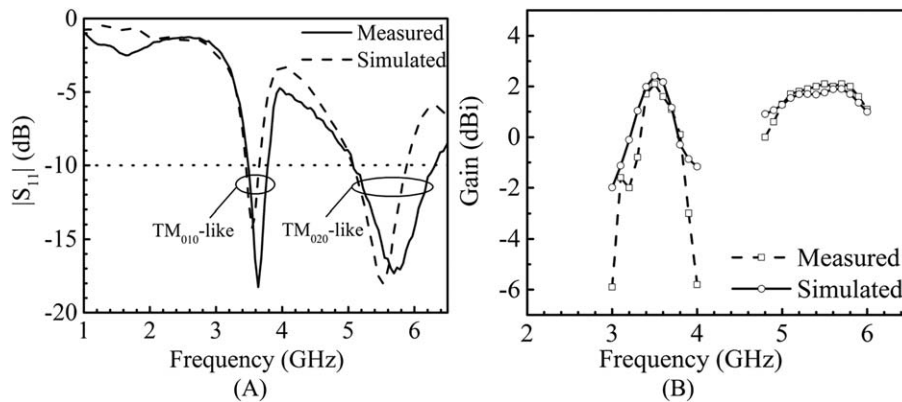 0
-5
-10
-15
-20
|S₁₁| (dB)
Measured
Simulated
TM₀₁₀-like
TM₀₂₀-like
1 2 3 4 5 6
Frequency (GHz)
(A)
4
2
0
-2
-4
-6
Gain (dBi)
Measured
Simulated
2 3 4 5 6
Frequency (GHz)
(B)